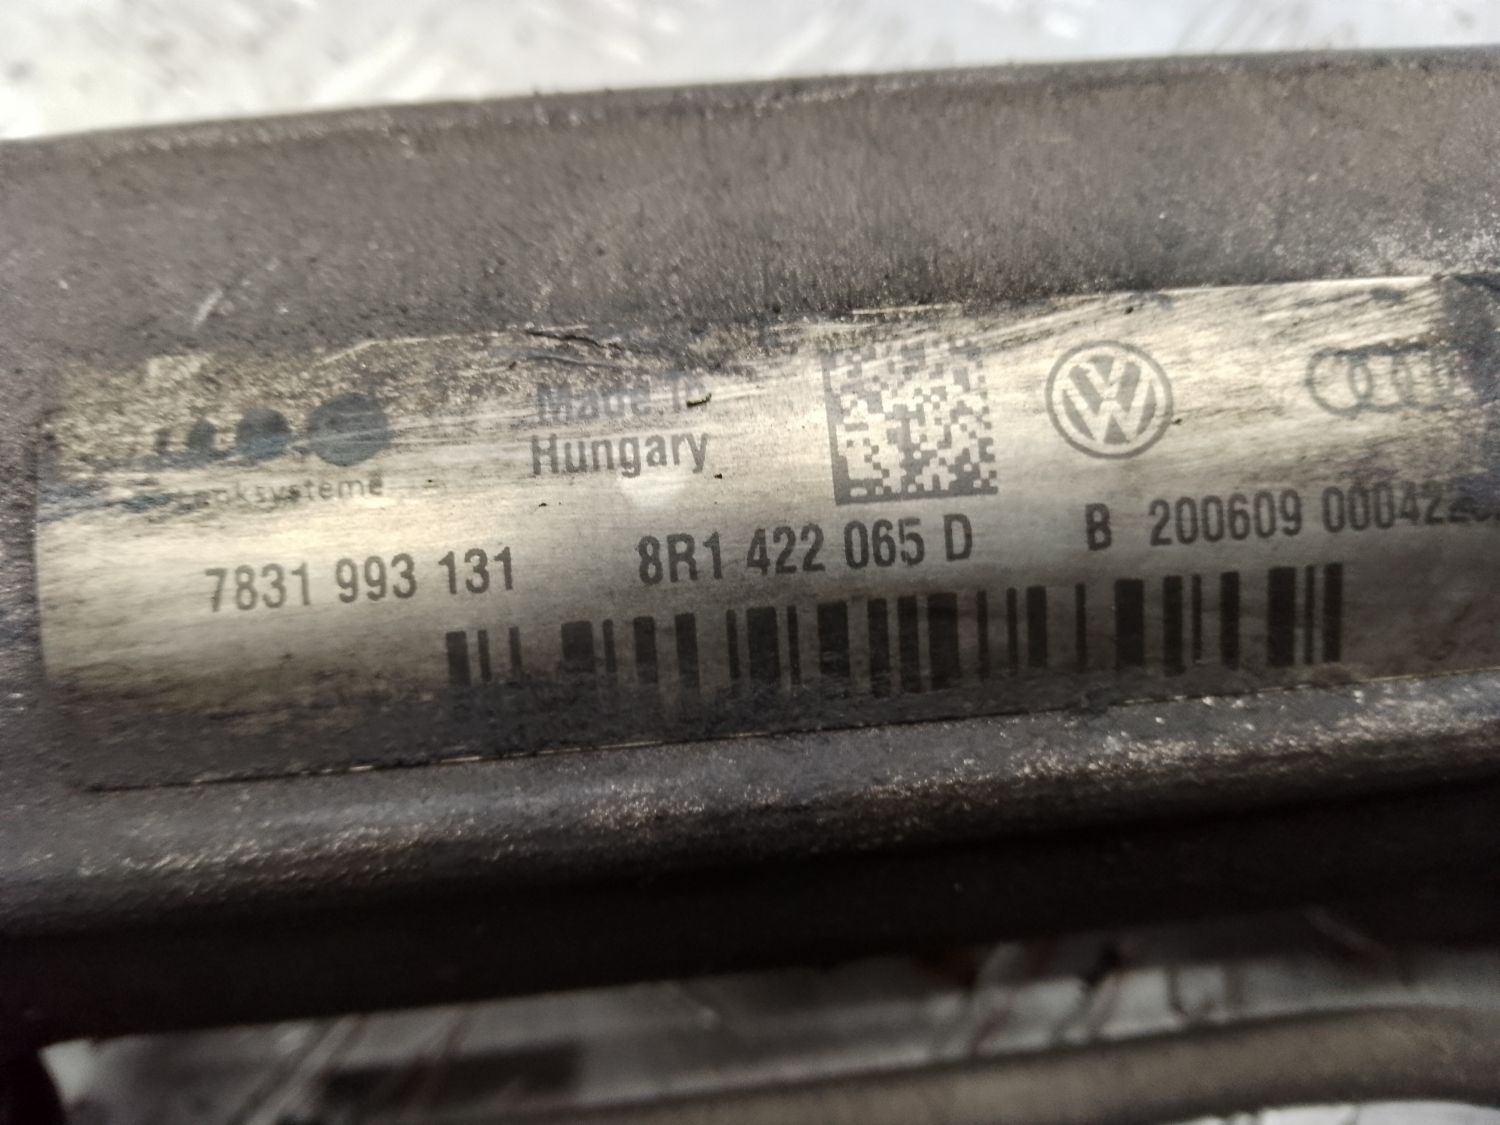 Made In
Hungary
7831 993 131 8R1 422 065 D B 200609